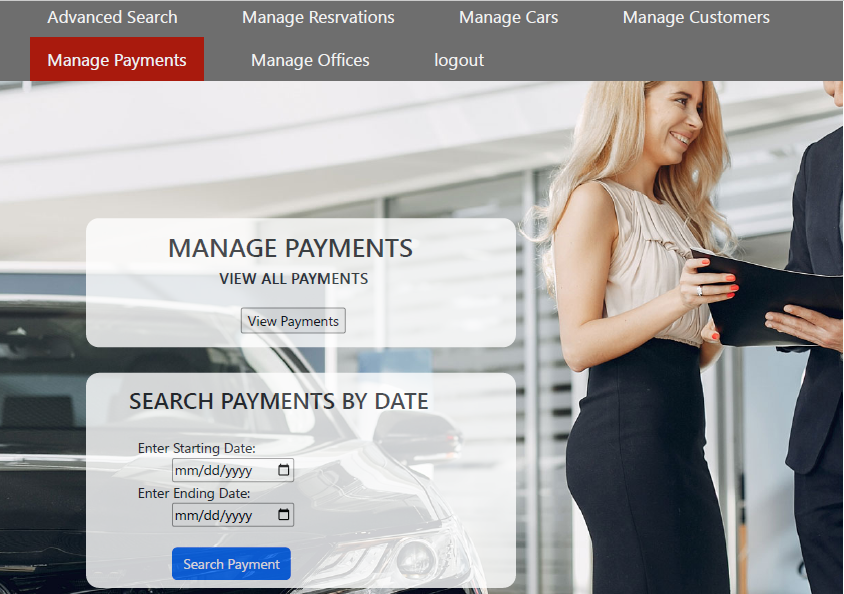 Advanced Search Manage Resrvations Manage Cars Manage Customers
Manage Payments Manage Offices logout
MANAGE PAYMENTS
VIEW ALL PAYMENTS
View Payments
SEARCH PAYMENTS BY DATE
Enter Starting Date:
mm/dd/yyyy
Enter Ending Date:
mm/dd/yyyy
Search Payment